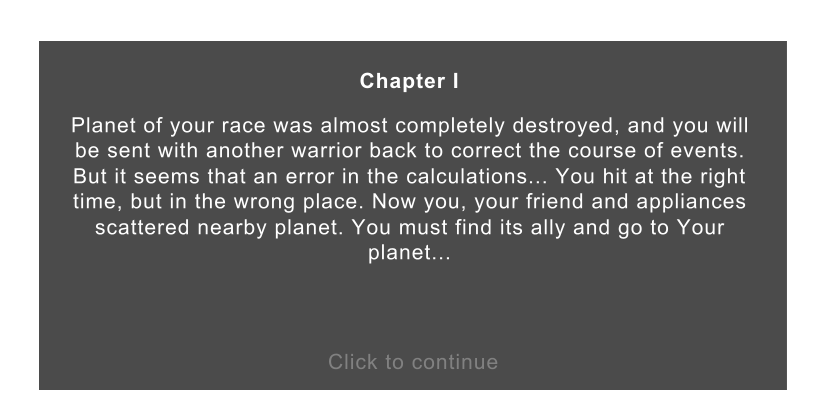 Chapter I
Planet of your race was almost completely destroyed, and you will
be sent with another warrior back to correct the course of events.
But it seems that an error in the calculations... You hit at the right
time, but in the wrong place. Now you, your friend and appliances
scattered nearby planet. You must find its ally and go to Your
planet...
Click to continue